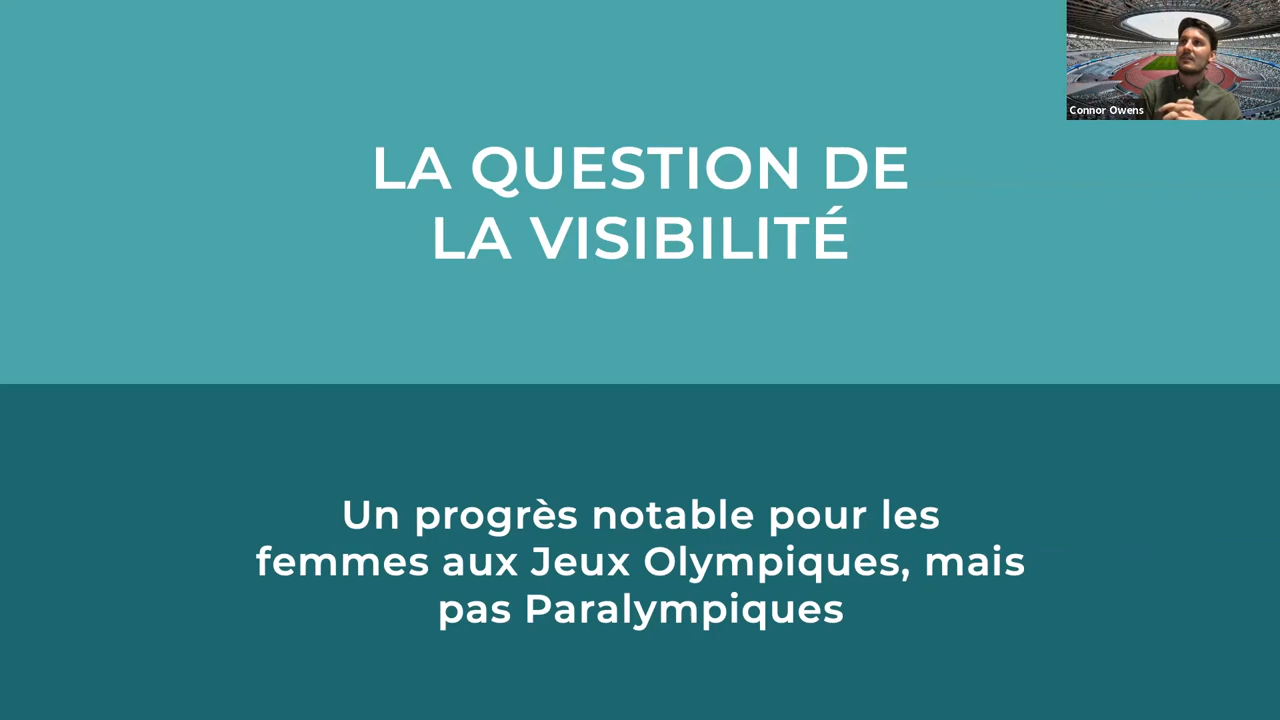 Connor Owens
LA QUESTION DE
LA VISIBILITÉ
Un progrès notable pour les
femmes aux Jeux Olympiques, mais
pas Paralympiques